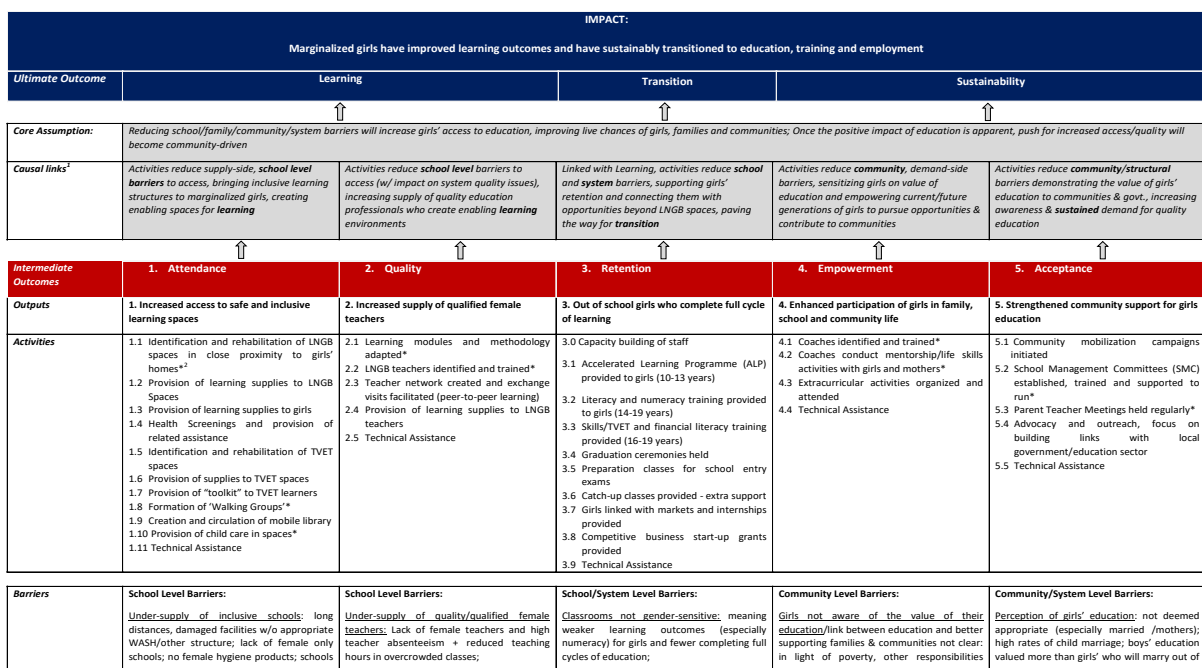 IMPACT:
Marginalized girls have improved learning outcomes and have sustainably transitioned to education, training and employment
Ultimate Outcome
Learning
Transition
Sustainability
Core Assumption:
Reducing school/family/community/system barriers will increase girls' access to education, improving live chances of girls, families and communities; Once the positive impact of education is apparent, push for increased access/quality will
become community-driven
Causal links1
Activities reduce supply-side, school level
barriers to access, bringing inclusive learning
structures to marginalized girls, creating
enabling spaces for learning
Activities reduce school level barriers to
access (w/ impact on system quality issues),
increasing supply of quality education
professionals who create enabling learning
environments
Linked with Learning, activities reduce school
and system barriers, supporting girls'
retention and connecting them with
opportunities beyond LNGB spaces, paving
the way for transition
Activities reduce community, demand-side
barriers, sensitizing girls on value of
education and empowering current/future
generations of girls to pursue opportunities &
contribute to communities
Activities reduce community/structural
barriers demonstrating the value of girls'
education to communities & govt., increasing
awareness & sustained demand for quality
education
Intermediate
Outcomes
1. Attendance
2. Quality
3. Retention
4. Empowerment
5. Acceptance
Outputs
1. Increased access to safe and inclusive
learning spaces
2. Increased supply of qualified female
teachers
3. Out of school girls who complete full cycle
of learning
4. Enhanced participation of girls in family,
school and community life
5. Strengthened community support for girls
education
Activities
1.1 Identification and rehabilitation of LNGB
spaces in close proximity to girls'
homes*2
1.2 Provision of learning supplies to LNGB
Spaces
1.3 Provision of learning supplies to girls
1.4 Health Screenings and provision of
related assistance
1.5 Identification and rehabilitation of TVET
spaces
1.6 Provision of supplies to TVET spaces
1.7 Provision of "toolkit" to TVET learners
1.8 Formation of 'Walking Groups'*
1.9 Creation and circulation of mobile library
1.10 Provision of child care in spaces*
1.11 Technical Assistance
2.1 Learning modules and methodology
adapted*
2.2 LNGB teachers identified and trained*
2.3 Teacher network created and exchange
visits facilitated (peer-to-peer learning)
2.4 Provision of learning supplies to LNGB
teachers
2.5 Technical Assistance
3.0 Capacity building of staff
3.1 Accelerated Learning Programme (ALP)
provided to girls (10-13 years)
3.2 Literacy and numeracy training provided
to girls (14-19 years)
3.3 Skills/TVET and financial literacy training
provided (16-19 years)
3.4 Graduation ceremonies held
3.5 Preparation classes for school entry
exams
3.6 Catch-up classes provided - extra support
3.7 Girls linked with markets and internships
provided
3.8 Competitive business start-up grants
provided
3.9 Technical Assistance
4.1 Coaches identified and trained*
4.2 Coaches conduct mentorship/life skills
activities with girls and mothers*
4.3 Extracurricular activities organized and
attended
4.4 Technical Assistance
5.1 Community mobilization campaigns
initiated
5.2 School Management Committees (SMC)
established, trained and supported to
run*
5.3 Parent Teacher Meetings held regularly*
5.4 Advocacy and outreach, focus on
building links with local
government/education sector
5.5 Technical Assistance
Barriers
School Level Barriers:
Under-supply of inclusive schools: long
distances, damaged facilities w/o appropriate
WASH/other structure; lack of female only
schools; no female hygiene products; schools
School Level Barriers:
Under-supply of quality/qualified female
teachers: Lack of female teachers and high
teacher absenteeism + reduced teaching
hours in overcrowded classes;
School/System Level Barriers:
Classrooms not gender-sensitive: meaning
weaker learning outcomes (especially
numeracy) for girls and fewer completing full
cycles of education;
Community Level Barriers:
Girls not aware of the value of their
education/link between education and better
supporting families & communities not clear:
in light of poverty, other responsibilities
Community/System Level Barriers:
Perception of girls' education: not deemed
appropriate (especially married /mothers);
high rates of child marriage; boys' education
valued more than girls' who will marry out of